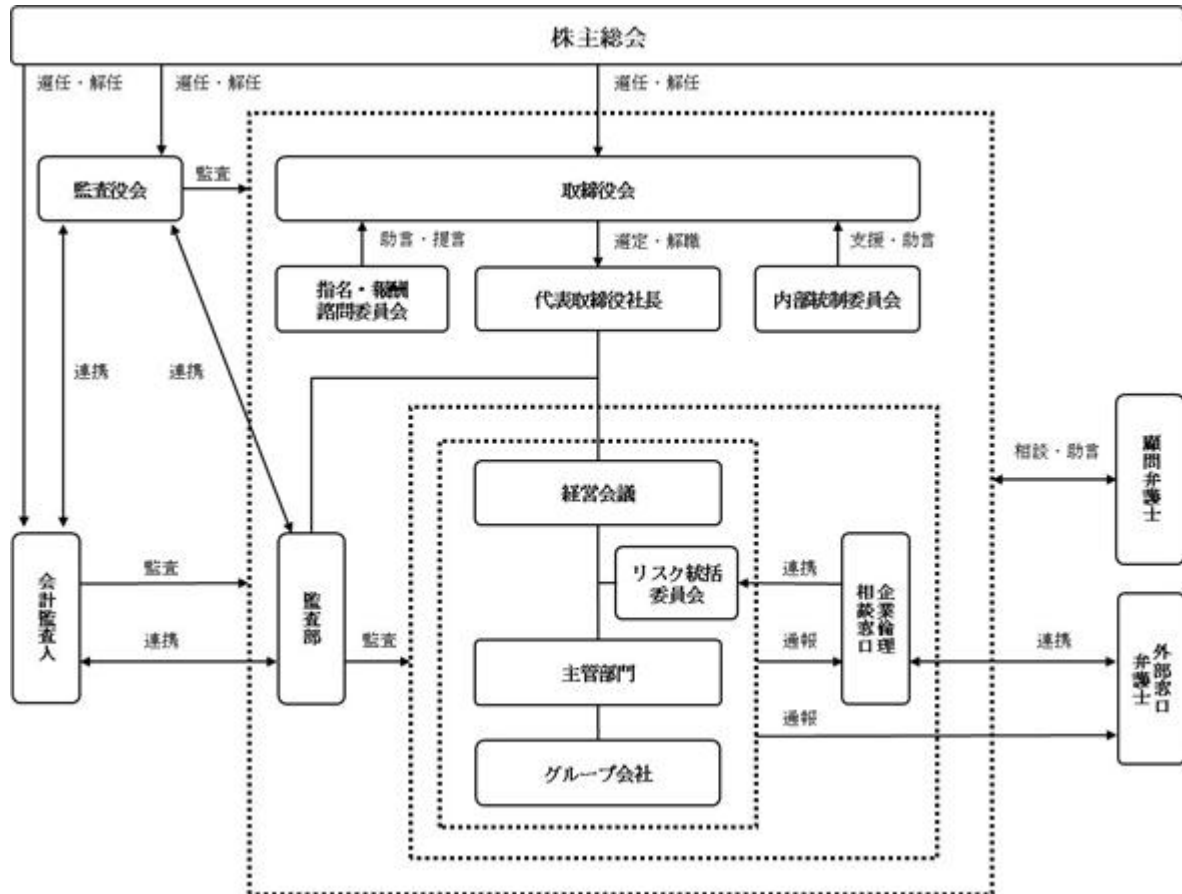 株主総会
選任・解任
選任・解任
選任・解任
監査役会
監査
取締役会
助言・提言
選定・解職
支援・助言
指名・報酬
諮問委員会
代表取締役社長
内部統制委員会
連携
連携
相談・助言
顧問弁護士
経営会議
会計監査人
監査
連携
監査部
監査
リスク統括
委員会
連携
企業倫理
相談窓口
通報
連携
外部窓口
弁護士
主管部門
通報
グループ会社